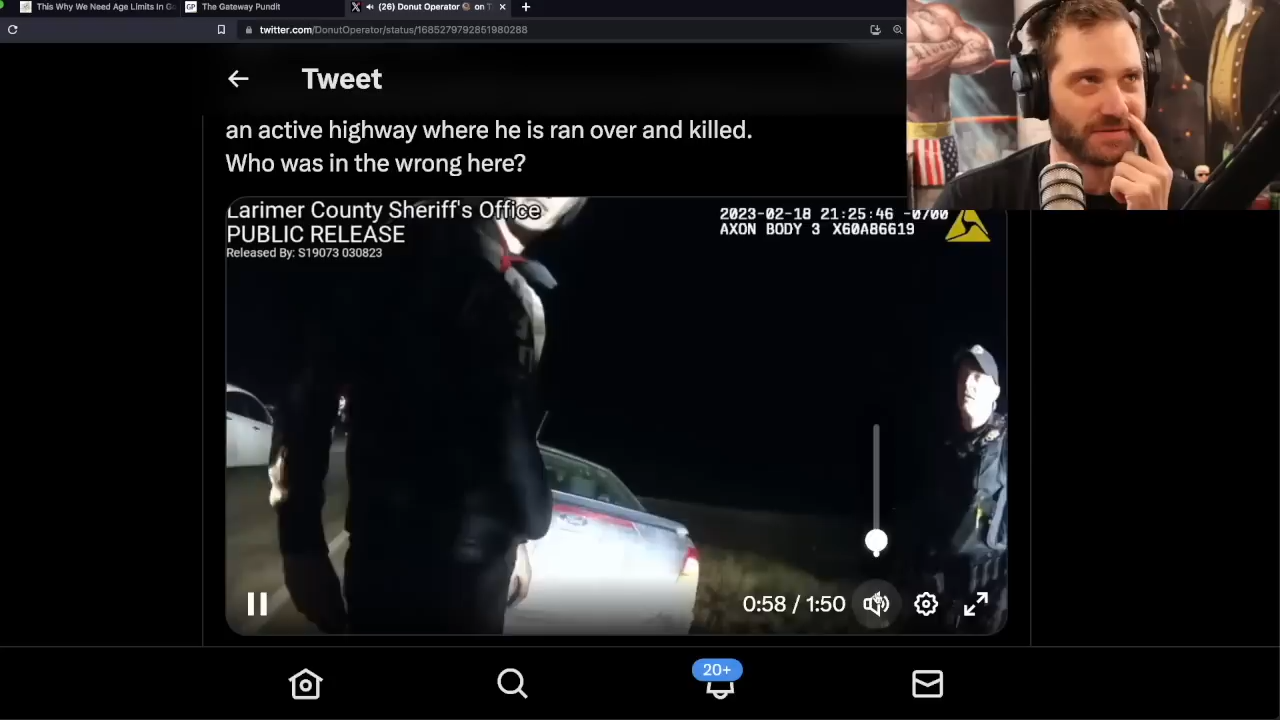 This Why We Need Age Limits In Go
GP The Gateway Pundit
X (26) Donut Operator on T
twitter.com/DonutOperator/status/1685279792851980288
Tweet
an active highway where he is ran over and killed.
Who was in the wrong here?
Larimer County Sheriff's Office
PUBLIC RELEASE
Released By: S19073 030823
2023-02-18 21:25:46 -0700
AXON BODY 3 X60A86619
0:58 / 1:50
20+